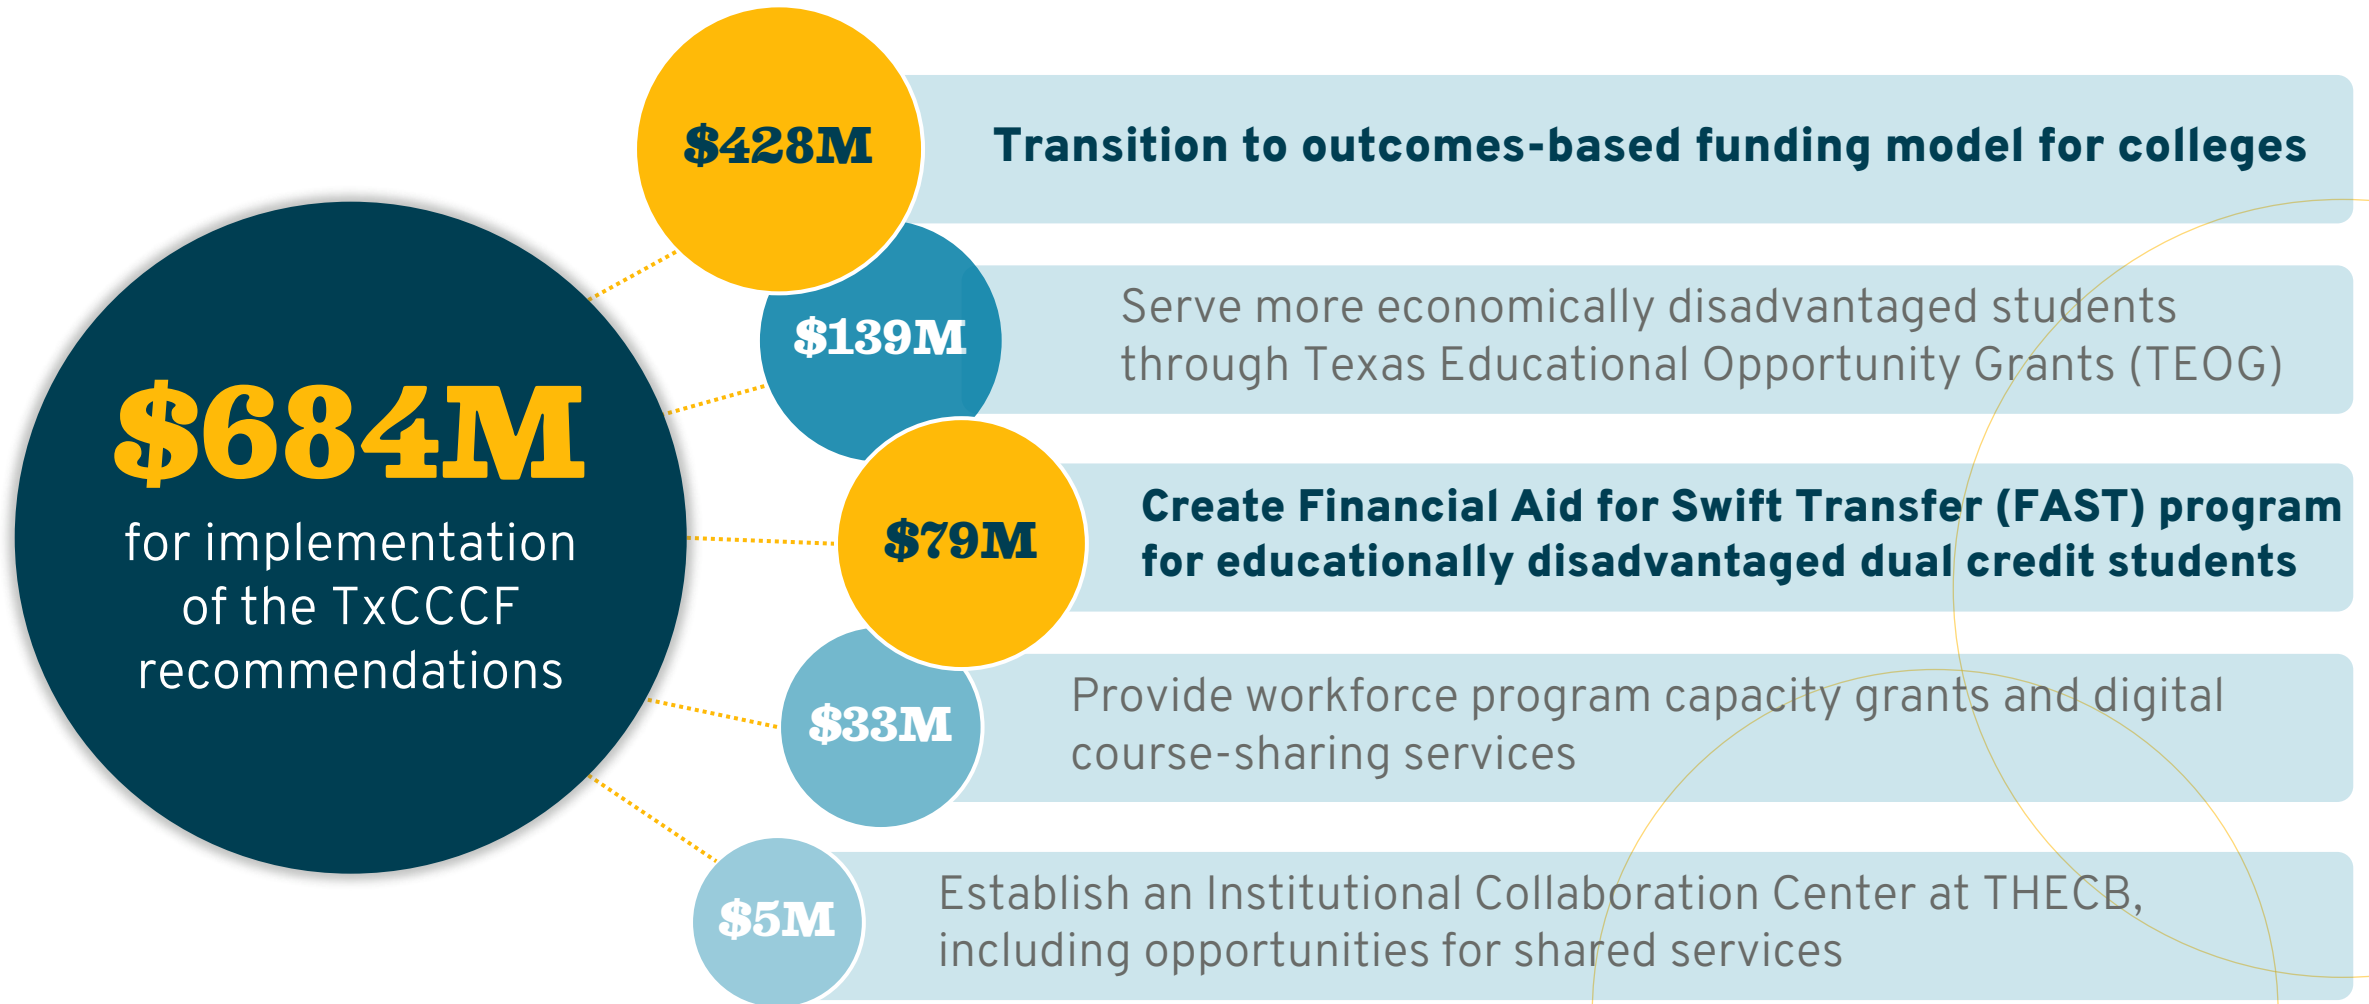 $684M
for implementation
of the TxCCCF
recommendations
$428M
Transition to outcomes-based funding model for colleges
$139M
Serve more economically disadvantaged students
through Texas Educational Opportunity Grants (TEOG)
$79M
Create Financial Aid for Swift Transfer (FAST) program
for educationally disadvantaged dual credit students
$33M
Provide workforce program capacity grants and digital
course-sharing services
$5M
Establish an Institutional Collaboration Center at THECB,
including opportunities for shared services